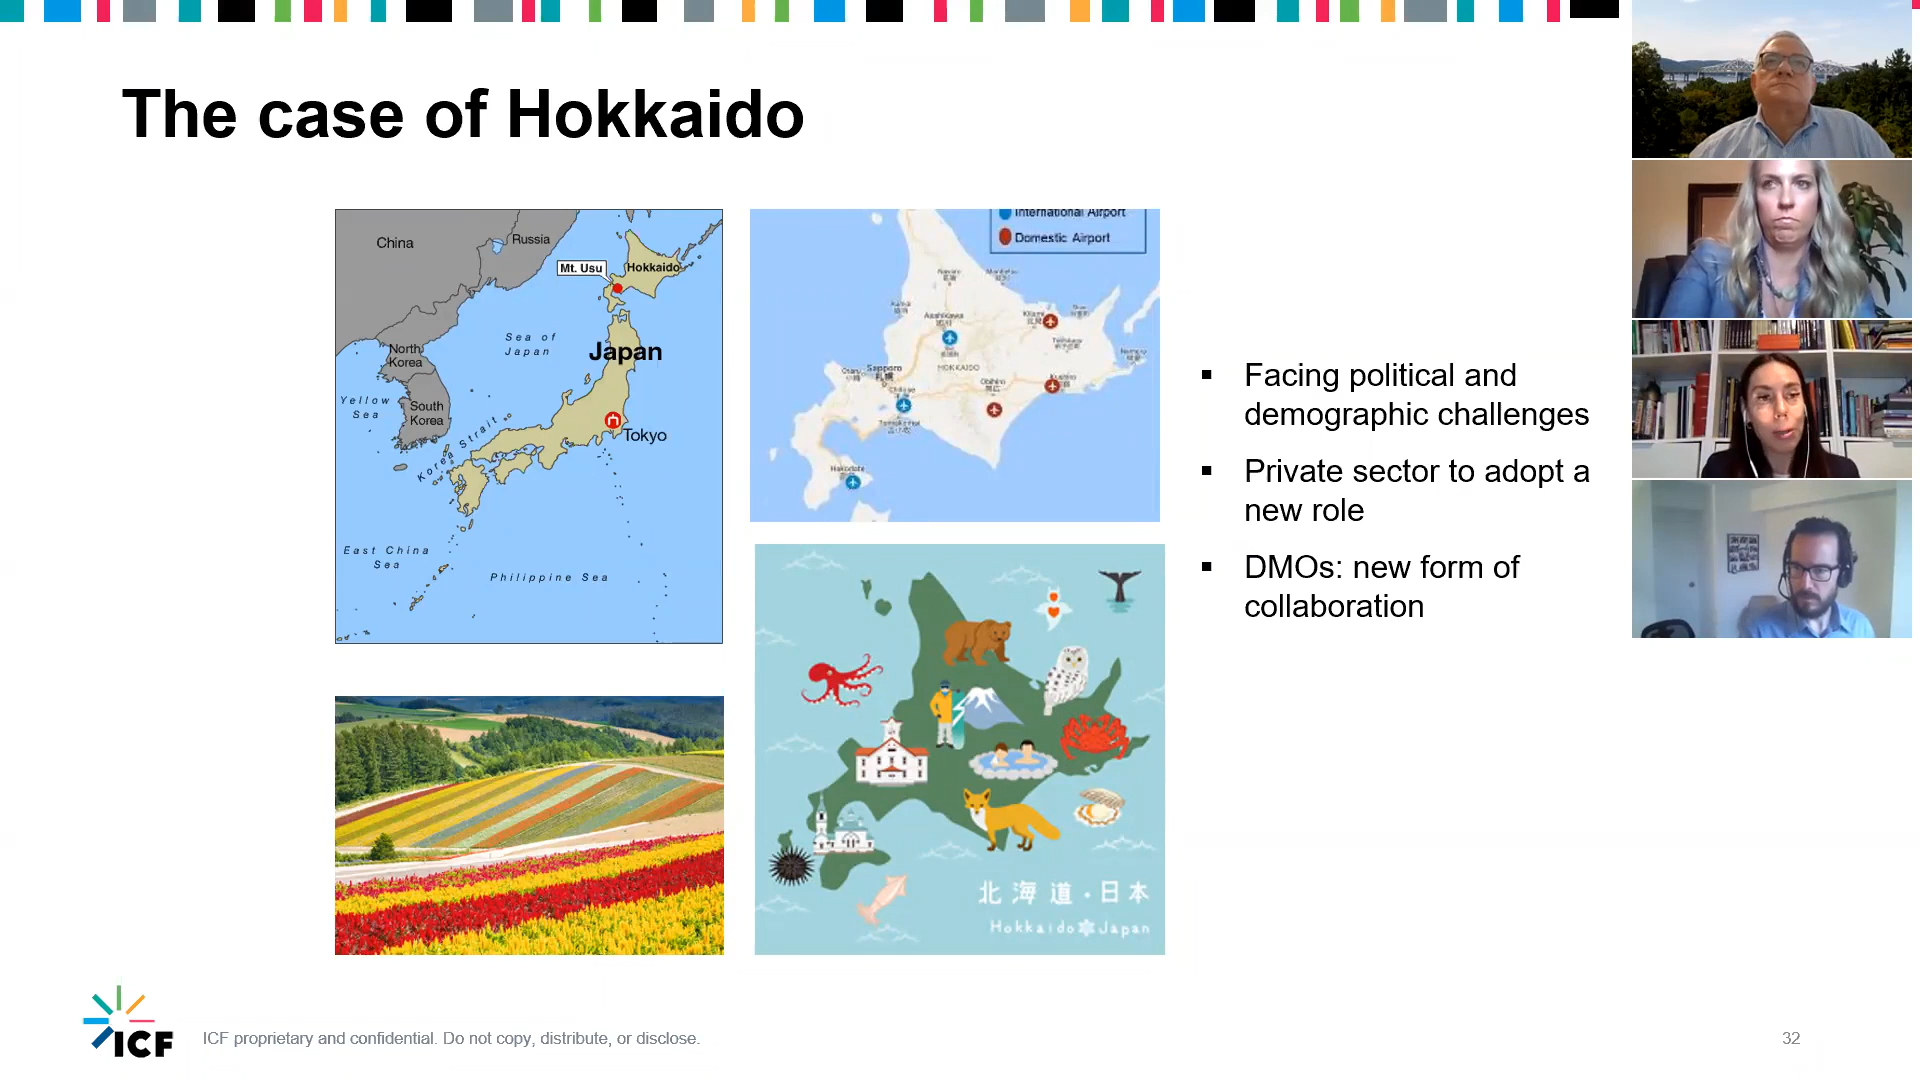 The case of Hokkaido
China
Russia
Mt. Usu
Hokkaido
Sea of
Japan
Japan
North
Korea
South
Korea
Yellow
Sea
Korea Strait
Tokyo
East China
Sea
Philippine Sea
International Airport
Domestic Airport
Asahikawa
HOKKAIDO
Sapporo
札幌
Obihiro
Hakodate
北海道・日本
Hokkaido Japan
▪ Facing political and
demographic challenges
▪ Private sector to adopt a
new role
▪ DMOs: new form of
collaboration
ICF
ICF proprietary and confidential. Do not copy, distribute, or disclose.
32